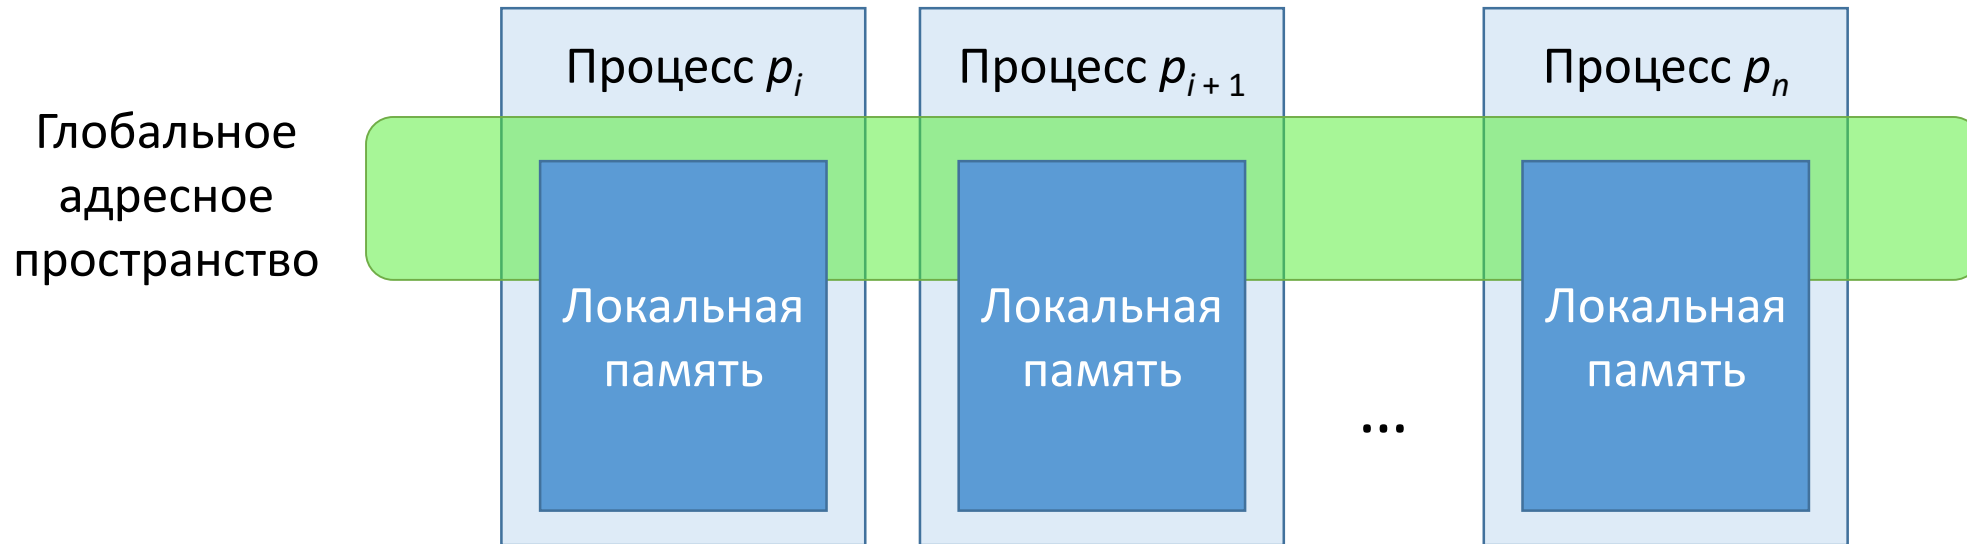 Процесс pᵢ
Процесс pᵢ ₊ ₁
Процесс pₙ
Глобальное
адресное
пространство
Локальная
память
Локальная
память
...
Локальная
память